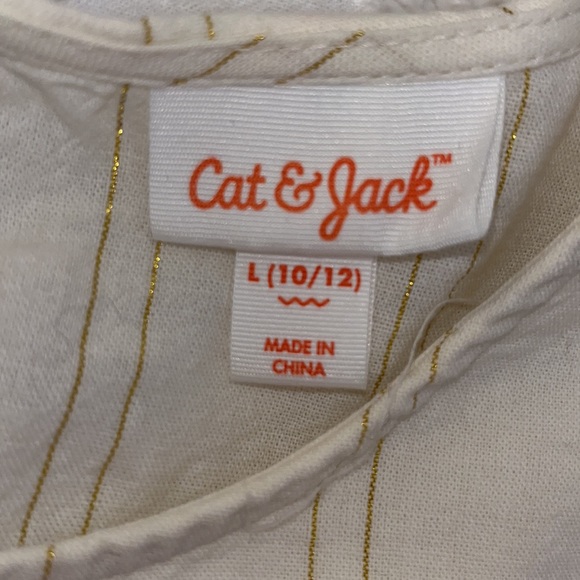 Cat & Jack™
L (10/12)
MADE IN
CHINA